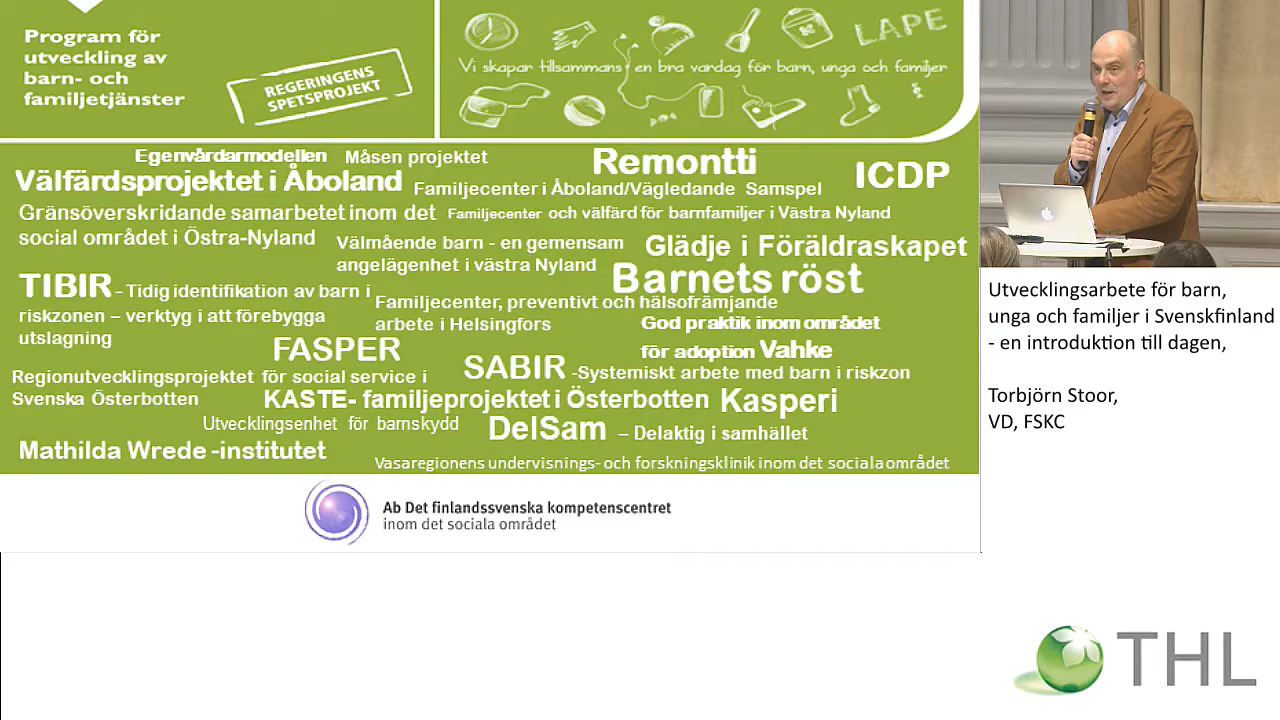 Program för
utveckling av
barn- och
familjetjänster
REGERINGENS
SPETSPROJEKT
LAPE
Vi skapar tillsammans en bra vardag för barn, unga och familjer
Egenvårdarmodellen
Måsen projektet
Remontti
ICDP
Välfärdsprojektet i Åboland
Familjecenter i Åboland/Vägledande Samspel
Gränsöverskridande samarbetet inom det
social området i Östra-Nyland
Familjecenter och välfärd för barnfamiljer i Västra Nyland
Välmående barn - en gemensam
angelägenhet i västra Nyland
Glädje i Föräldraskapet
Barnets röst
TIBIR - Tidig identifikation av barn i
riskzonen – verktyg i att förebygga
utslagning
Familjecenter, preventivt och hälsofrämjande
arbete i Helsingfors
God praktik inom området
för adoption Vahke
FASPER
SABIR -Systemiskt arbete med barn i riskzon
Regionutvecklingsprojektet för social service i
Svenska Österbotten
KASTE- familjeprojektet i Österbotten
Kasperi
Utvecklingsenhet för barnskydd
DelSam – Delaktig i samhället
Mathilda Wrede -institutet
Vasaregionens undervisnings- och forskningsklinik inom det sociala området
Ab Det finlandssvenska kompetenscentret
inom det sociala området
Utvecklingsarbete för barn,
unga och familjer i Svenskfinland
- en introduktion till dagen,
Torbjörn Stoor,
VD, FSKC
THL